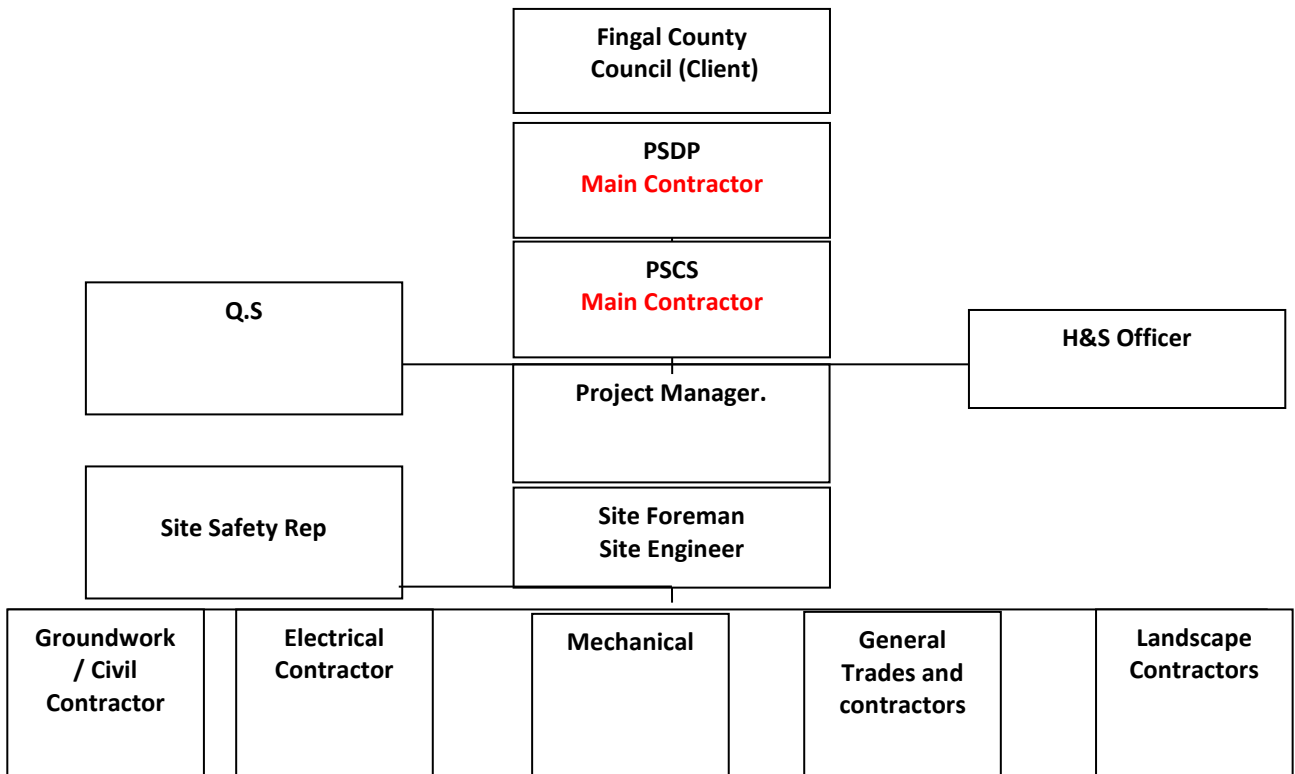 Fingal County
Council (Client)
PSDP
Main Contractor
PSCS
Main Contractor
Q.S
H&S Officer
Project Manager.
Site Safety Rep
Site Foreman
Site Engineer
Groundwork
/ Civil
Contractor
Electrical
Contractor
Mechanical
General
Trades and
contractors
Landscape
Contractors